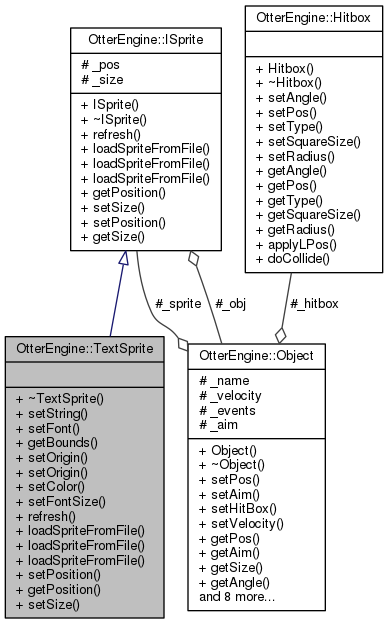 OtterEngine::ISprite
# _pos
# _size
+ ISprite()
+ ~ISprite()
+ refresh()
+ loadSpriteFromFile()
+ loadSpriteFromFile()
+ loadSpriteFromFile()
+ getPosition()
+ setSize()
+ setPosition()
+ getSize()
OtterEngine::Hitbox
+ Hitbox()
+ ~Hitbox()
+ setAngle()
+ setPos()
+ setType()
+ setSquareSize()
+ setRadius()
+ getAngle()
+ getPos()
+ getType()
+ getSquareSize()
+ getRadius()
+ applyLPos()
+ doCollide()
#_sprite
#_obj
#_hitbox
OtterEngine::TextSprite
+ ~TextSprite()
+ setString()
+ setFont()
+ getBounds()
+ setOrigin()
+ setOrigin()
+ setColor()
+ setFontSize()
+ refresh()
+ loadSpriteFromFile()
+ loadSpriteFromFile()
+ loadSpriteFromFile()
+ setPosition()
+ getPosition()
+ setSize()
OtterEngine::Object
# _name
# _velocity
# _events
# _aim
+ Object()
+ ~Object()
+ setPos()
+ setAim()
+ setHitBox()
+ setVelocity()
+ getPos()
+ getAim()
+ getSize()
+ getAngle()
and 8 more...